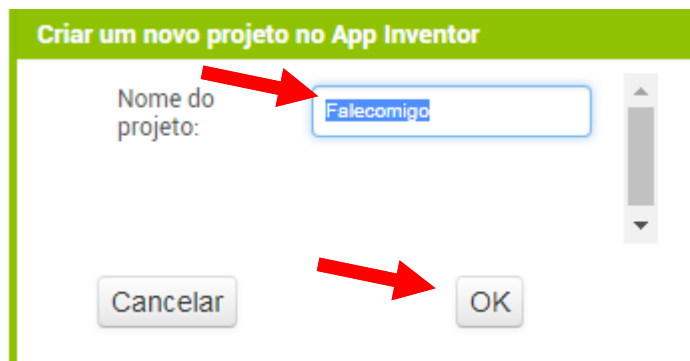 Criar um novo projeto no App Inventor
Nome do
projeto:
Falecomigo
Cancelar
OK